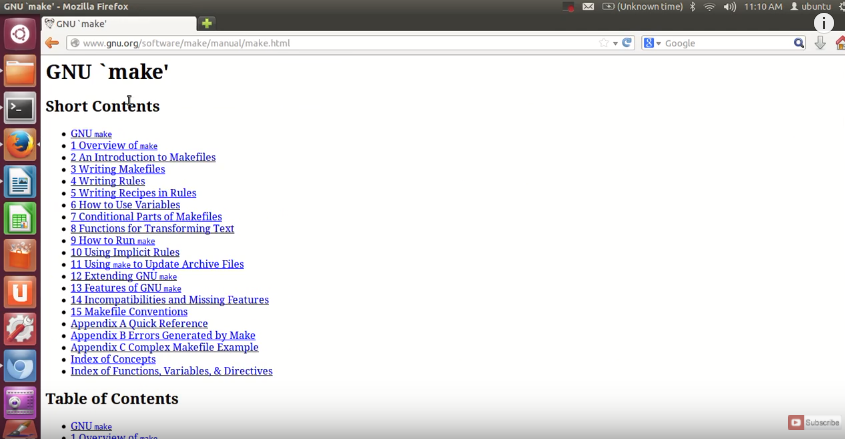 GNU `make' - Mozilla Firefox
(Unknown time)
11:10 AM
ubuntu
GNU `make'
www.gnu.org/software/make/manual/make.html
Google
GNU `make'
Short Contents
GNU make
1 Overview of make
2 An Introduction to Makefiles
3 Writing Makefiles
4 Writing Rules
5 Writing Recipes in Rules
6 How to Use Variables
7 Conditional Parts of Makefiles
8 Functions for Transforming Text
9 How to Run make
10 Using Implicit Rules
11 Using make to Update Archive Files
12 Extending GNU make
13 Features of GNU make
14 Incompatibilities and Missing Features
15 Makefile Conventions
Appendix A Quick Reference
Appendix B Errors Generated by Make
Appendix C Complex Makefile Example
Index of Concepts
Index of Functions, Variables, & Directives
Table of Contents
GNU make
1 Overview of make
Subscribe